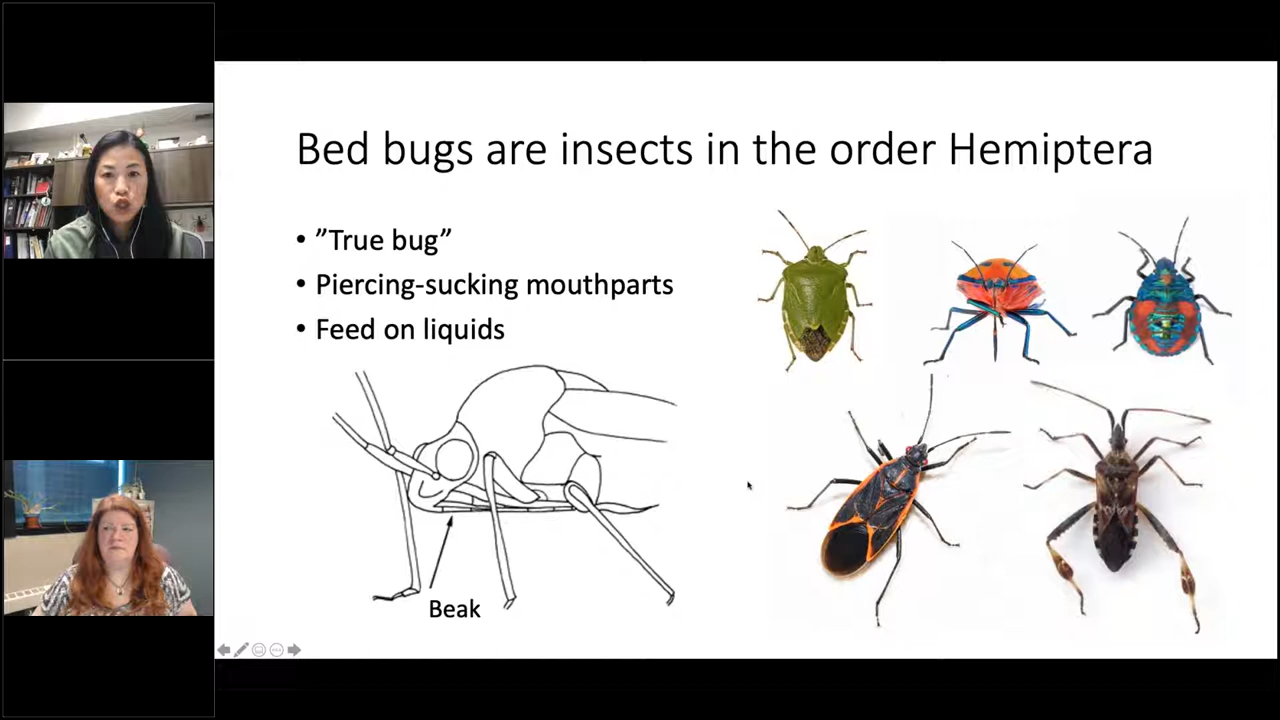 Bed bugs are insects in the order Hemiptera
• ”True bug”
• Piercing-sucking mouthparts
• Feed on liquids
Beak